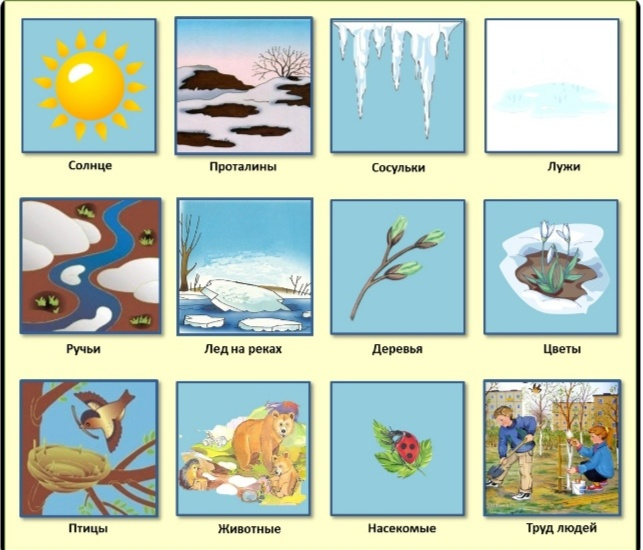 Солнце
Проталины
Сосульки
Лужи
Ручьи
Лед на реках
Деревья
Цветы
Птицы
Животные
Насекомые
Труд людей